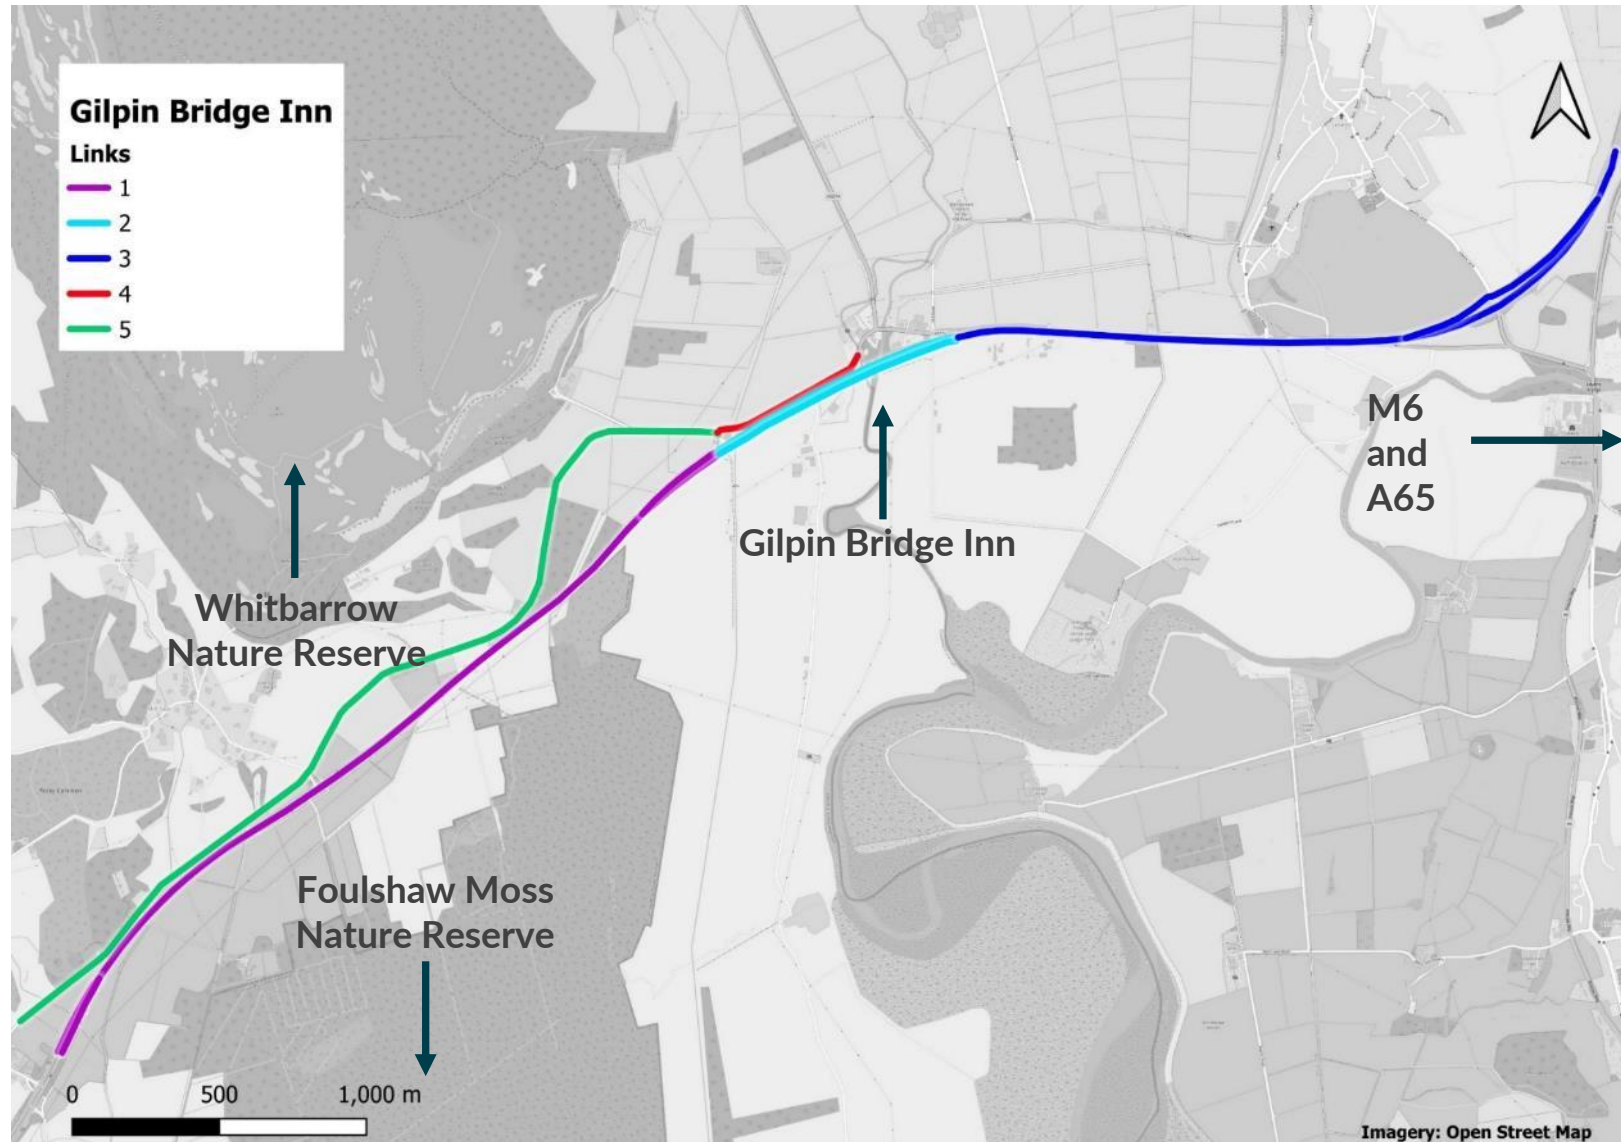 Gilpin Bridge Inn
Links
1
2
3
4
5
M6
and
A65
Gilpin Bridge Inn
Whitbarrow
Nature Reserve
Foulshaw Moss
Nature Reserve
0 500 1,000 m
Imagery: Open Street Map